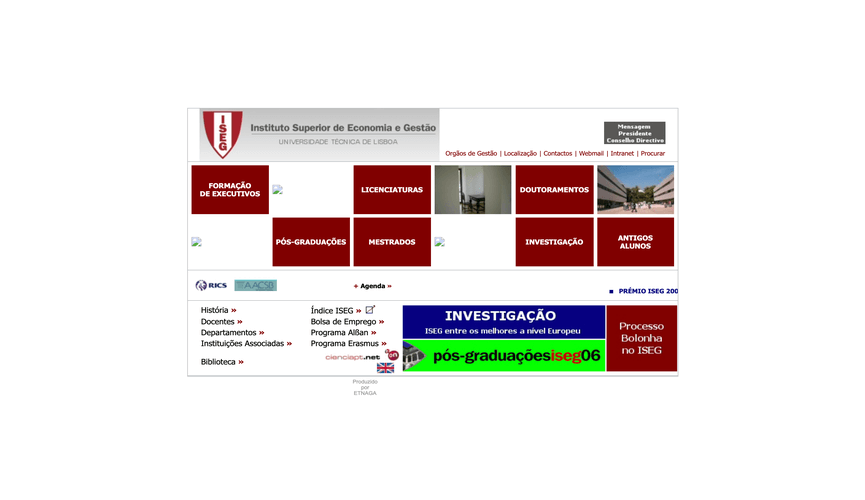 ISEG
Instituto Superior de Economia e Gestão
UNIVERSIDADE TÉCNICA DE LISBOA
Mensagem
Presidente
Conselho Directivo
Orgãos de Gestão | Localização | Contactos | Webmail | Intranet | Procurar
FORMAÇÃO
DE EXECUTIVOS
LICENCIATURAS
DOUTORAMENTOS
PÓS-GRADUAÇÕES
MESTRADOS
INVESTIGAÇÃO
ANTIGOS
ALUNOS
RICS
AACSB
Agenda »
PRÉMIO ISEG 200
História »
Docentes »
Departamentos »
Instituições Associadas »
Biblioteca »
Índice ISEG »
Bolsa de Emprego »
Programa Alßan »
Programa Erasmus »
cienciapt.net
on
INVESTIGAÇÃO
ISEG entre os melhores a nível Europeu
pós-graduaçõesiseg06
Processo
Bolonha
no ISEG
Produzido
por
ETNAGA